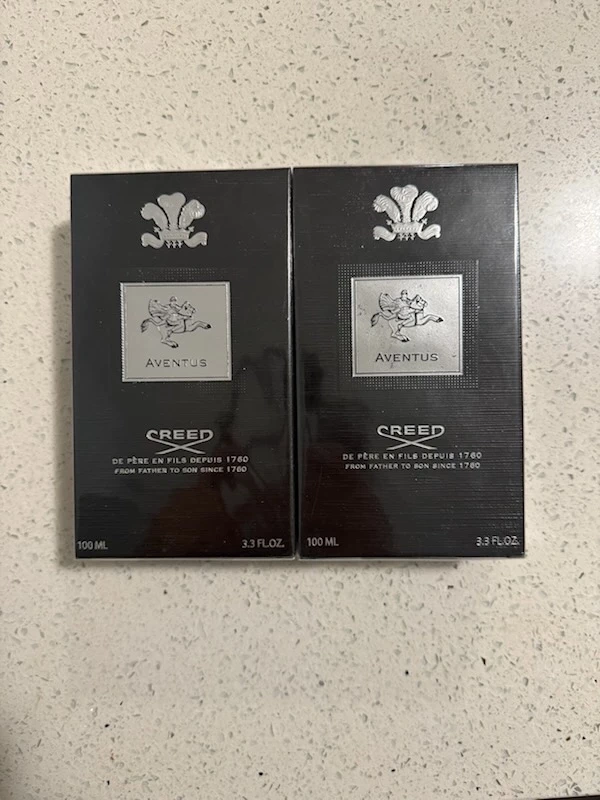 AVENTUS
CREED
DE PÈRE EN FILS DEPUIS 1760
FROM FATHER TO SON SINCE 1760
100 ML 3.3 FL.OZ.
AVENTUS
CREED
DE PÈRE EN FILS DEPUIS 1760
FROM FATHER TO SON SINCE 1760
100 ML 3.3 FL.OZ.